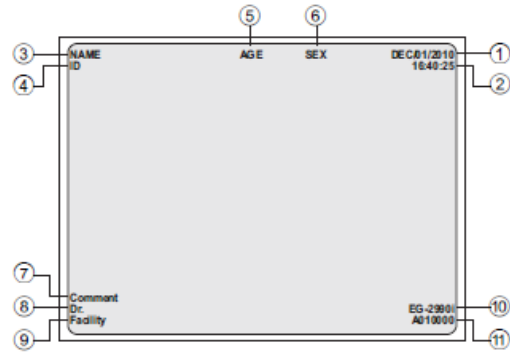 ⑤ ⑥
③ NAME AGE SEX DEC/01/2010 ①
④ ID 16:40:25 ②
⑦ Comment
⑧ Dr. EG-2990i ⑩
⑨ Facility A010000 ⑪